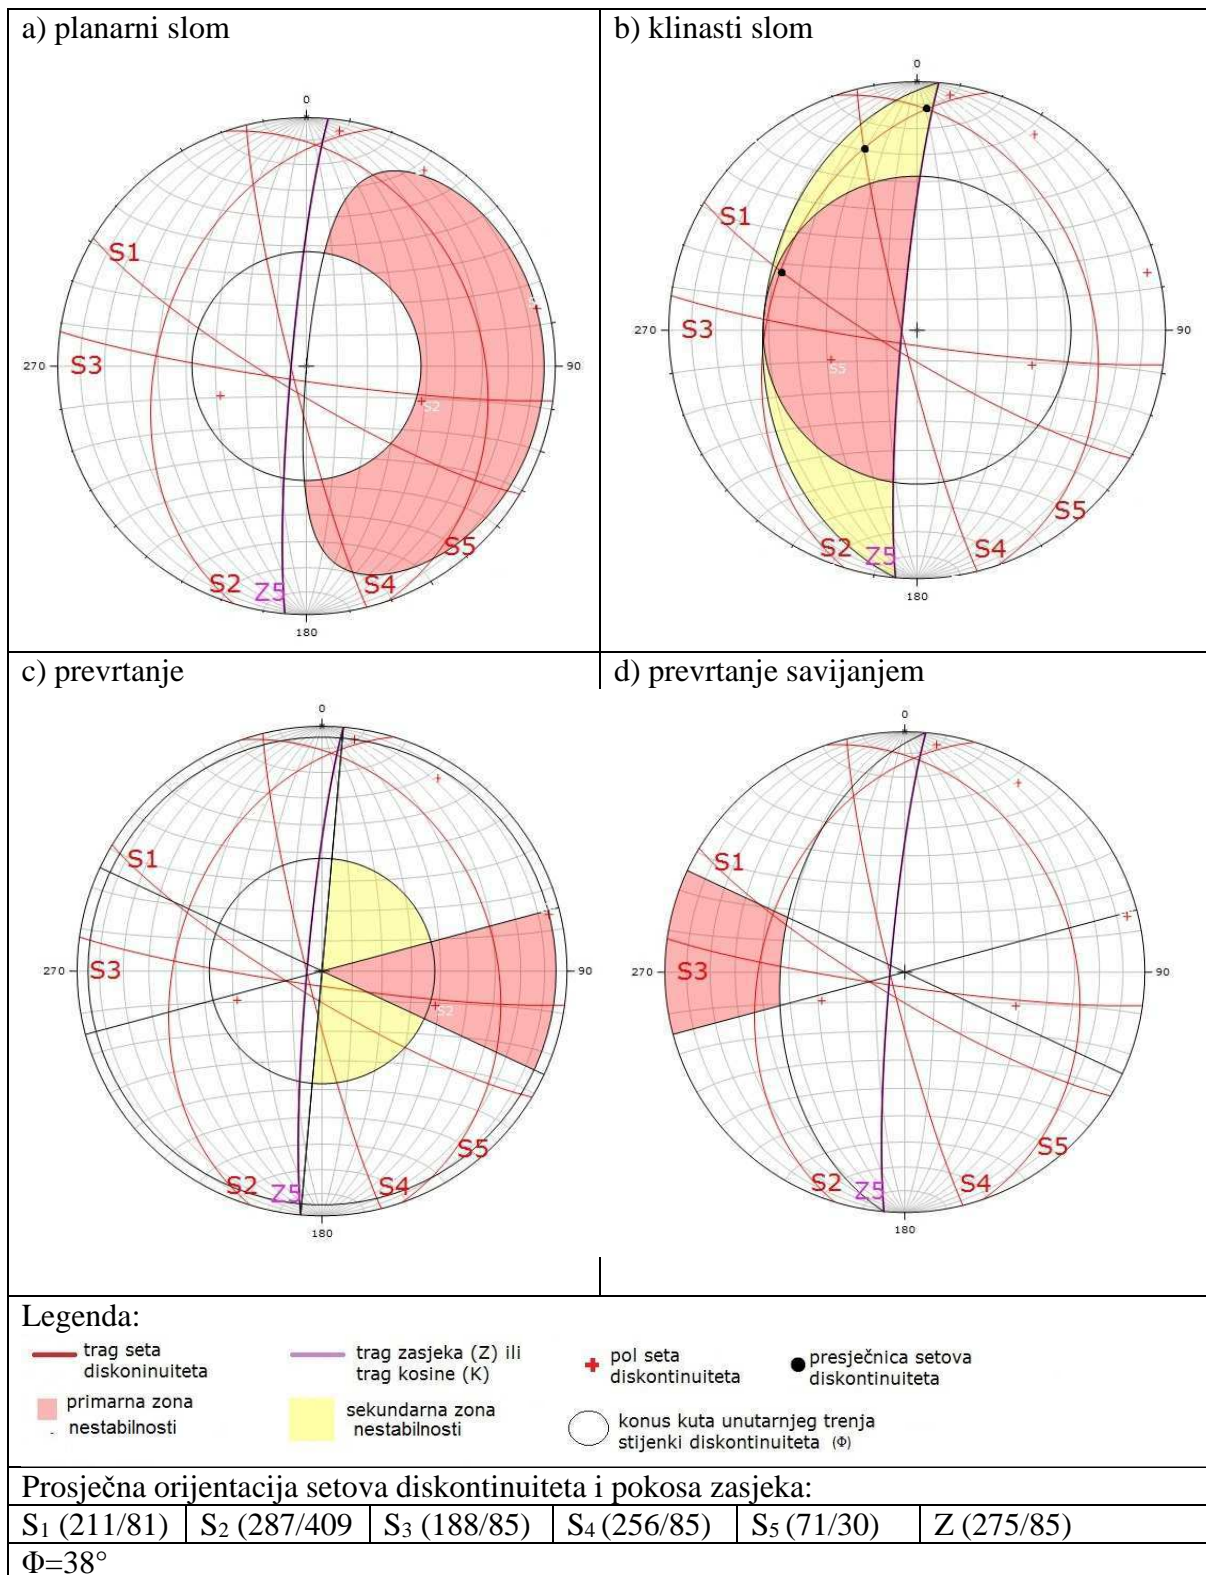 a) planarni slom
b) klinasti slom
0
S1
S3
270
90
S2
S2
Z5
S4
S5
180
0
S1
S3
270
90
S5
S2
Z5
S4
S5
180
c) prevrtanje
d) prevrtanje savijanjem
0
S1
270
S3
90
S2
S2
Z5
S4
S5
180
0
S1
270
S3
90
S2
Z5
S4
S5
180
Legenda:
trag seta
diskoninuiteta
trag zasjeka (Z) ili
trag kosine (K)
pol seta
diskontinuiteta
presječnica setova
diskontinuiteta
primarna zona
nestabilnosti
sekundarna zona
nestabilnosti
konus kuta unutarnjeg trenja
stijenki diskontinuiteta (Φ)
Prosječna orijentacija setova diskontinuiteta i pokosa zasjeka:
S₁ (211/81) S₂ (287/409 S₃ (188/85) S₄ (256/85) S₅ (71/30) Z (275/85)
Φ=38°